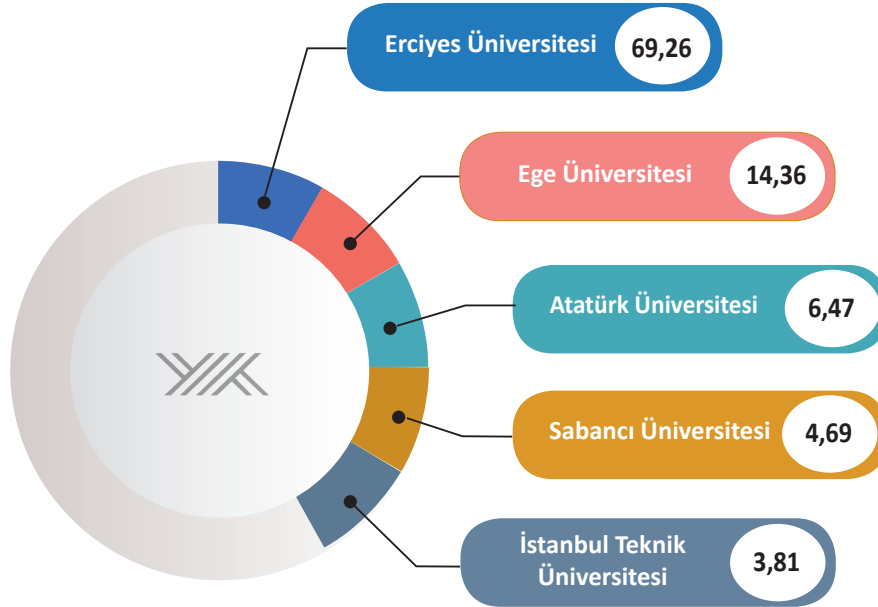 Erciyes Üniversitesi 69,26
Ege Üniversitesi 14,36
Atatürk Üniversitesi 6,47
Sabancı Üniversitesi 4,69
İstanbul Teknik
Üniversitesi 3,81